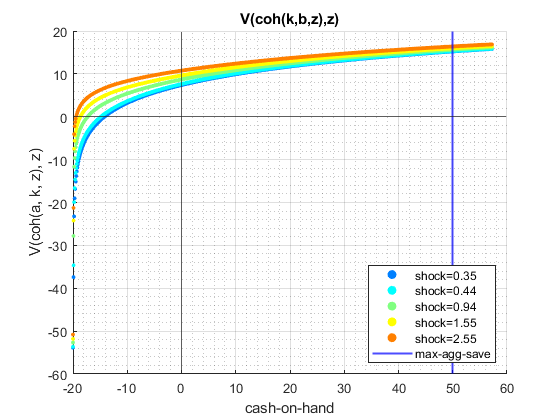 V(coh(k,b,z),z)
V(coh(a, k, z), z)
20
10
0
-10
-20
-30
-40
-50
-60
-20
-10
0
10
20
30
40
50
60
cash-on-hand
shock=0.35
shock=0.44
shock=0.94
shock=1.55
shock=2.55
max-agg-save